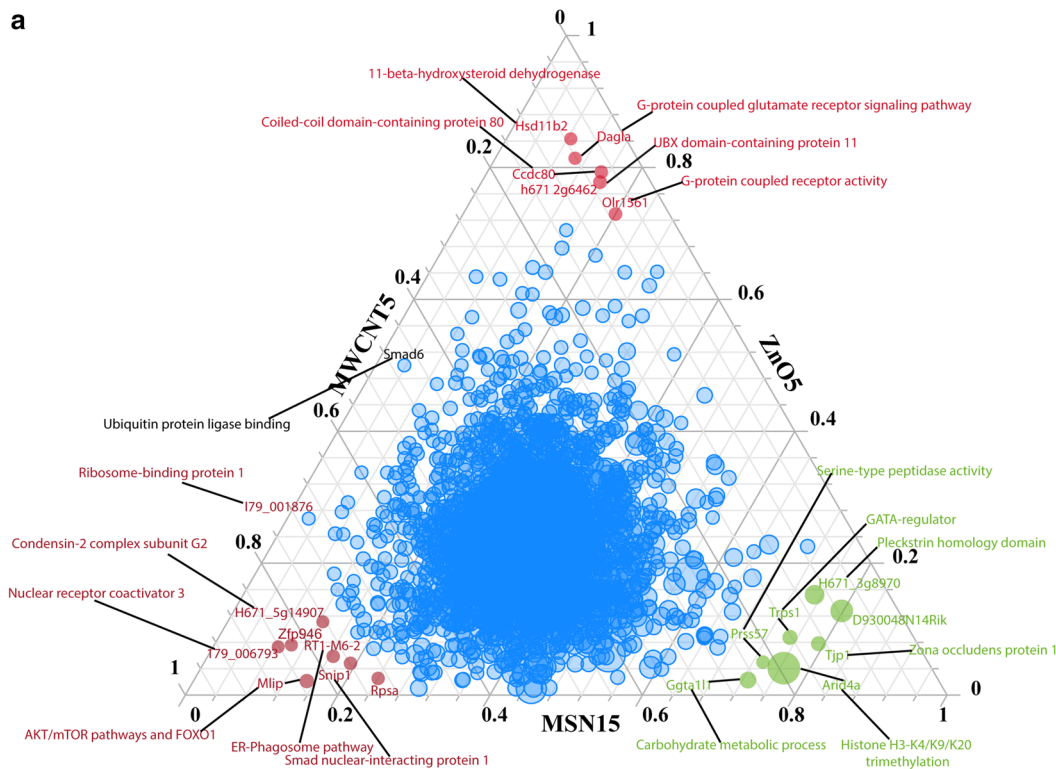 a
0
1
11-beta-hydroxysteroid dehydrogenase
G-protein coupled glutamate receptor signaling pathway
Coiled-coil domain-containing protein 80
Hsd11b2
Dagla
UBX domain-containing protein 11
0.2
0.8
Ccdc80
h671 2g6462
G-protein coupled receptor activity
Olr1561
0.4
0.6
MWCNT5
ZnO5
Smad6
0.6
0.4
Ubiquitin protein ligase binding
Ribosome-binding protein 1
Serine-type peptidase activity
I79_001876
GATA-regulator
Condensin-2 complex subunit G2
0.8
Pleckstrin homology domain
0.2
Nuclear receptor coactivator 3
H671_3g8970
H671_5g14907
Trps1
D930048N14Rik
Zfp946
Prss57
RT1-M6-2
I79_006793
Tjp1
Zona occludens protein 1
1
Snip1
Mlip
Rpsa
Ggta1l1
Arid4a
0
0
0.2
0.4
MSN15
0.6
0.8
1
AKT/mTOR pathways and FOXO1
ER-Phagosome pathway
Carbohydrate metabolic process
Histone H3-K4/K9/K20
trimethylation
Smad nuclear-interacting protein 1